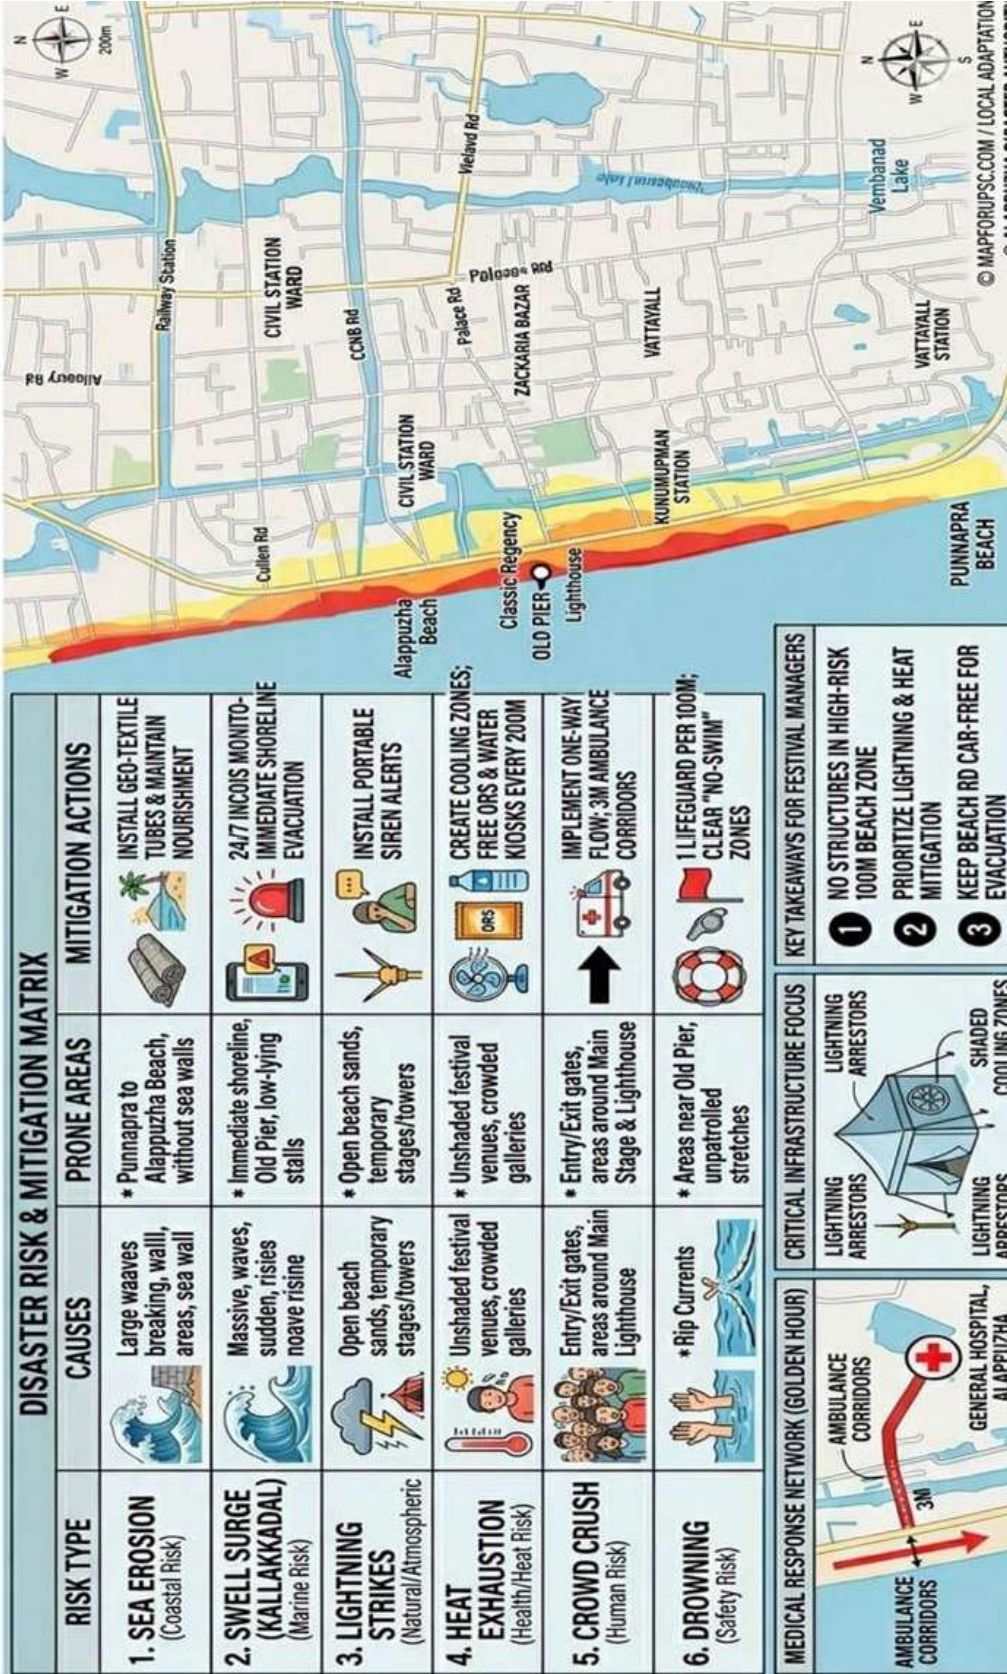 DISASTER RISK & MITIGATION MATRIX
RISK TYPE
CAUSES
PRONE AREAS
MITIGATION ACTIONS
1. SEA EROSION
(Coastal Risk)
Large waaves
breaking, walll,
areas, sea wall
* Punnapra to
Alappuzha Beach,
without sea walls
INSTALL GEO-TEXTILE
TUBES & MAINTAIN
NOURISHMENT
2. SWELL SURGE
(KALLAKKADAL)
(Marine Risk)
Massive, waves,
sudden, rises
noave risine
* Immediate shoreline,
Old Pier, low-lying
stalls
24/7 INCOIS MONITO-
IMMEDIATE SHORELINE
EVACUATION
3. LIGHTNING
STRIKES
(Natural/Atmospheric
Open beach
sands, temporary
stages/towers
* Open beach sands,
temporary
stages/towers
INSTALL PORTABLE
SIREN ALERTS
4. HEAT
EXHAUSTION
(Health/Heat Risk)
Unshaded festival
venues, crowded
galleries
* Unshaded festival
venues, crowded
galleries
ORS
CREATE COOLING ZONES;
FREE ORS & WATER
KIOSKS EVERY 200M
5. CROWD CRUSH
(Human Risk)
Entry/Exit gates,
areas around Main
Lighthouse
* Entry/Exit gates,
areas around Main
Stage & Lighthouse
IMPLEMENT ONE-WAY
FLOW; 3M AMBULANCE
CORRIDORS
6. DROWNING
(Safety Risk)
* Rip Currents
* Areas near Old Pier,
unpatrolled
stretches
1 LIFEGUARD PER 100M;
CLEAR "NO-SWIM"
ZONES
MEDICAL RESPONSE NETWORK (GOLDEN HOUR)
AMBULANCE
CORRIDORS
3M
AMBULANCE
CORRIDORS
GENERAL HOSPITAL,
ALAPPUZHA
CRITICAL INFRASTRUCTURE FOCUS
LIGHTNING
ARRESTORS
LIGHTNING
ARRESTORS
LIGHTNING
ARRESTORS
SHADED
COOLING ZONES
KEY TAKEAWAYS FOR FESTIVAL MANAGERS
1 NO STRUCTURES IN HIGH-RISK
100M BEACH ZONE
2 PRIORITIZE LIGHTNING & HEAT
MITIGATION
3 KEEP BEACH RD CAR-FREE FOR
EVACUATION
N
W E
200m
Railway Station
CIVIL STATION
WARD
CCNB Rd
Cullen Rd
CIVIL STATION
WARD
Alappuzha
Beach
Palace Rd
ZACKARIA BAZAR
Classic Regency
OLD PIER
Lighthouse
VATTAYALL
KUNUMUPMAN
STATION
Vembanad
Lake
VATTAYALL
STATION
PUNNAPRA
BEACH
N
W E
S
© MAPFORUPSC.COM / LOCAL ADAPTATION